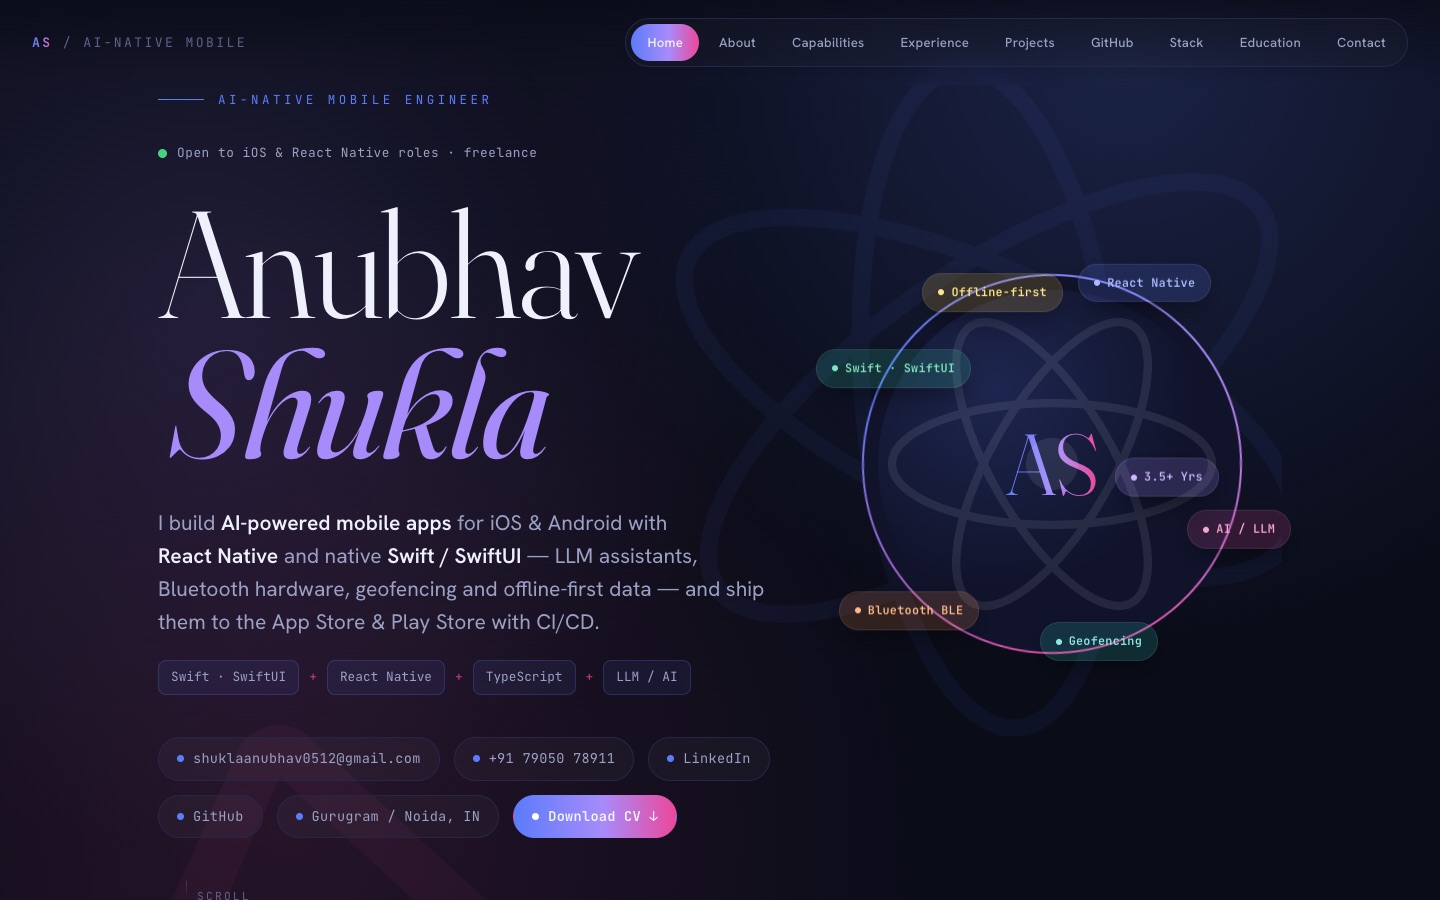 AS / AI-NATIVE MOBILE
Home About Capabilities Experience Projects GitHub Stack Education Contact
AI-NATIVE MOBILE ENGINEER
Open to iOS & React Native roles · freelance
Anubhav
Shukla
I build AI-powered mobile apps for iOS & Android with
React Native and native Swift / SwiftUI — LLM assistants,
Bluetooth hardware, geofencing and offline-first data — and ship
them to the App Store & Play Store with CI/CD.
Swift · SwiftUI + React Native + TypeScript + LLM / AI
shuklaanubhav0512@gmail.com +91 79050 78911 LinkedIn
GitHub Gurugram / Noida, IN Download CV ↓
SCROLL
React Native
Offline-first
Swift · SwiftUI
AS
3.5+ Yrs
AI / LLM
Bluetooth BLE
Geofencing